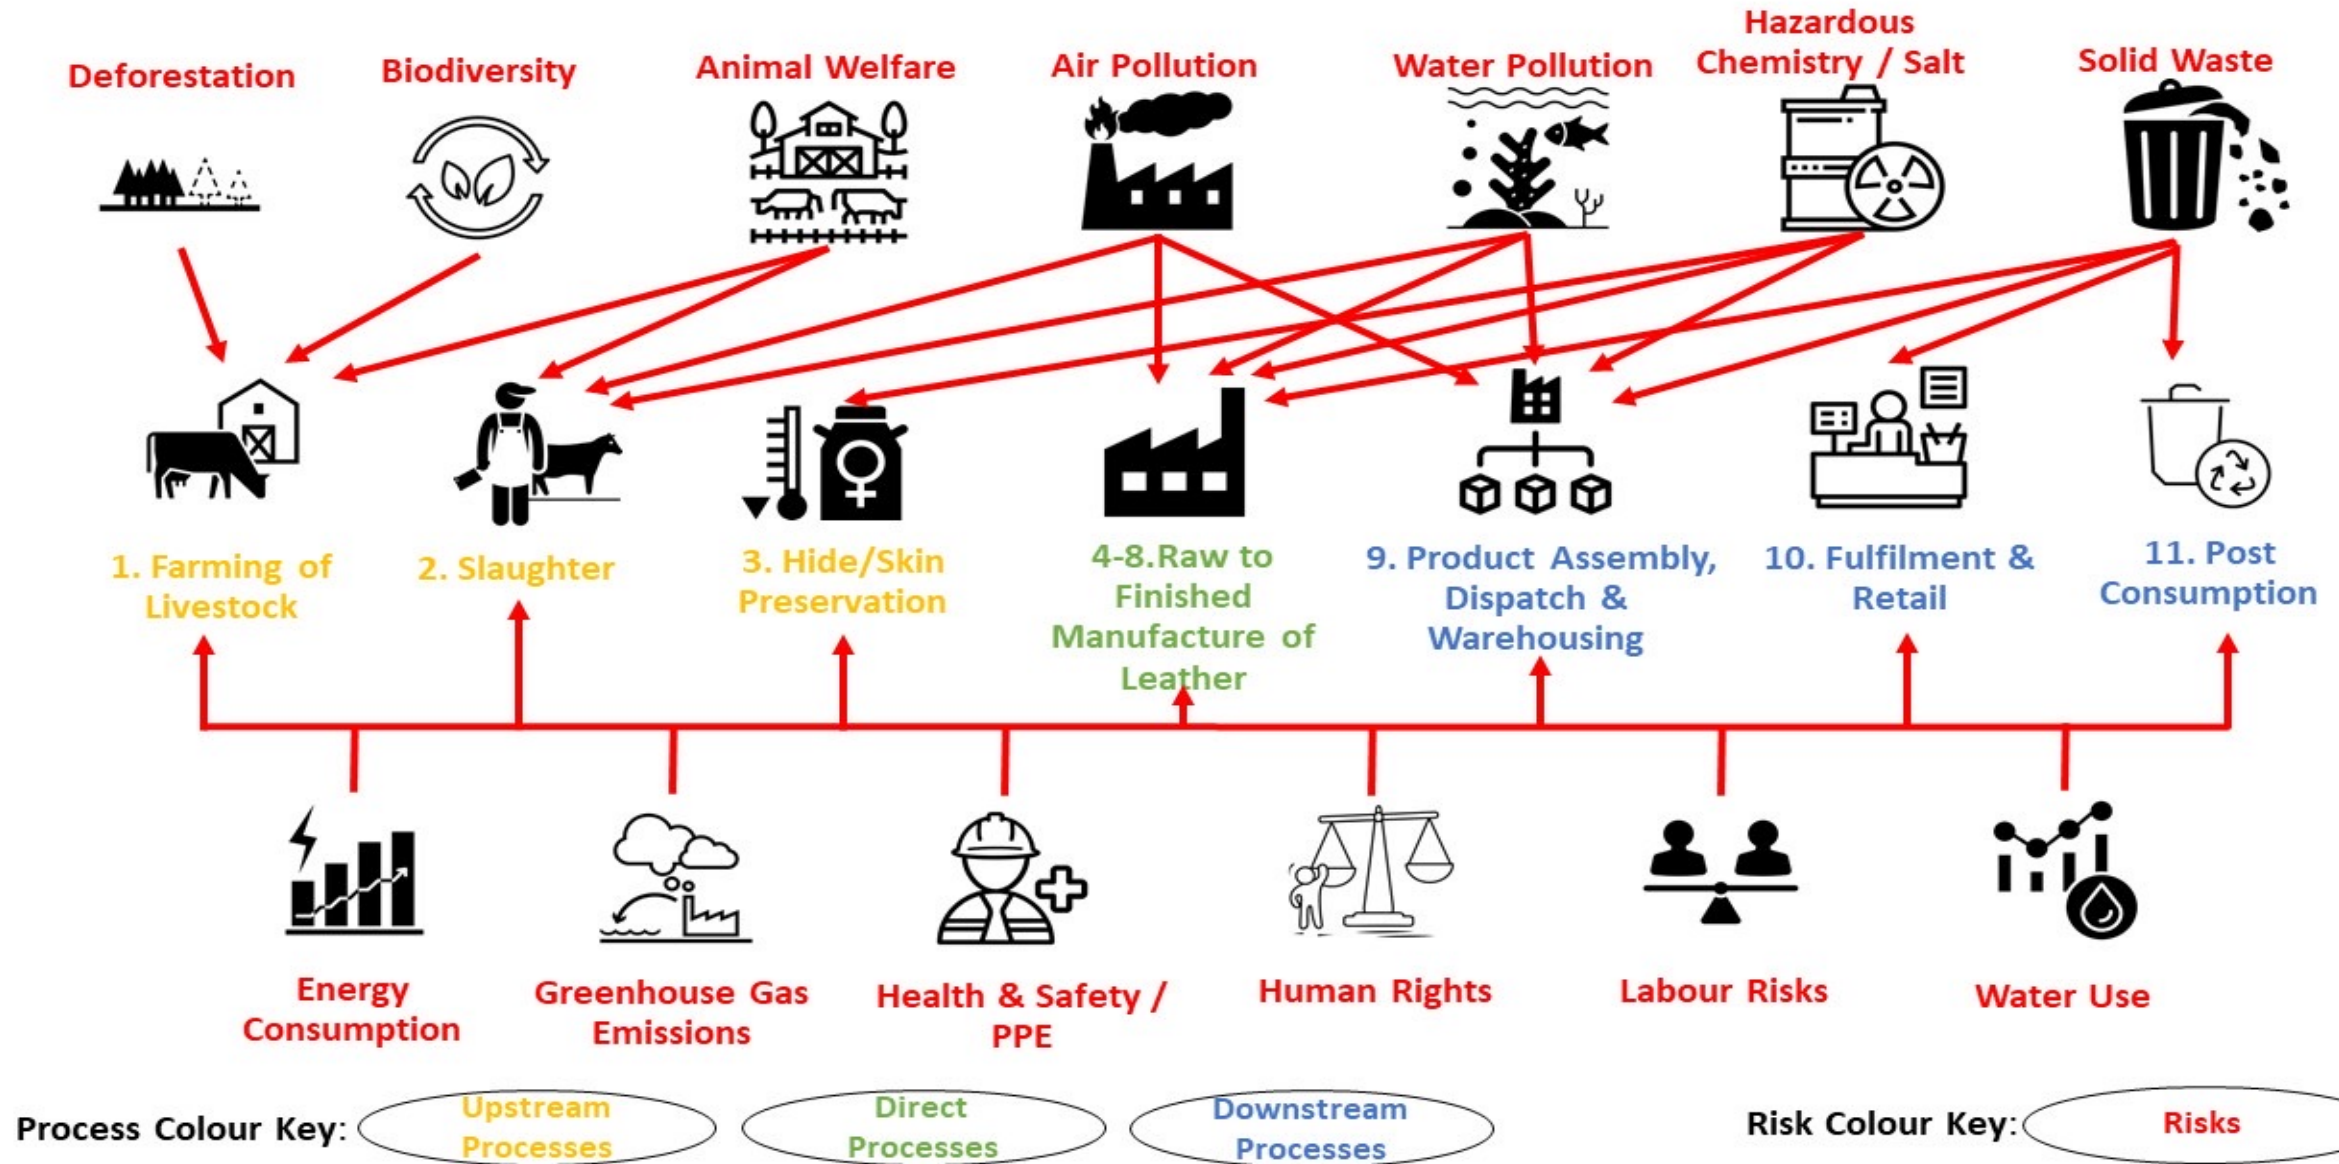 Deforestation
Biodiversity
Animal Welfare
Air Pollution
Water Pollution
Hazardous
Chemistry / Salt
Solid Waste
1. Farming of
Livestock
2. Slaughter
3. Hide/Skin
Preservation
4-8.Raw to
Finished
Manufacture of
Leather
9. Product Assembly,
Dispatch &
Warehousing
10. Fulfilment &
Retail
11. Post
Consumption
Energy
Consumption
Greenhouse Gas
Emissions
Health & Safety /
PPE
Human Rights
Labour Risks
Water Use
Process Colour Key:
Upstream
Processes
Direct
Processes
Downstream
Processes
Risk Colour Key:
Risks